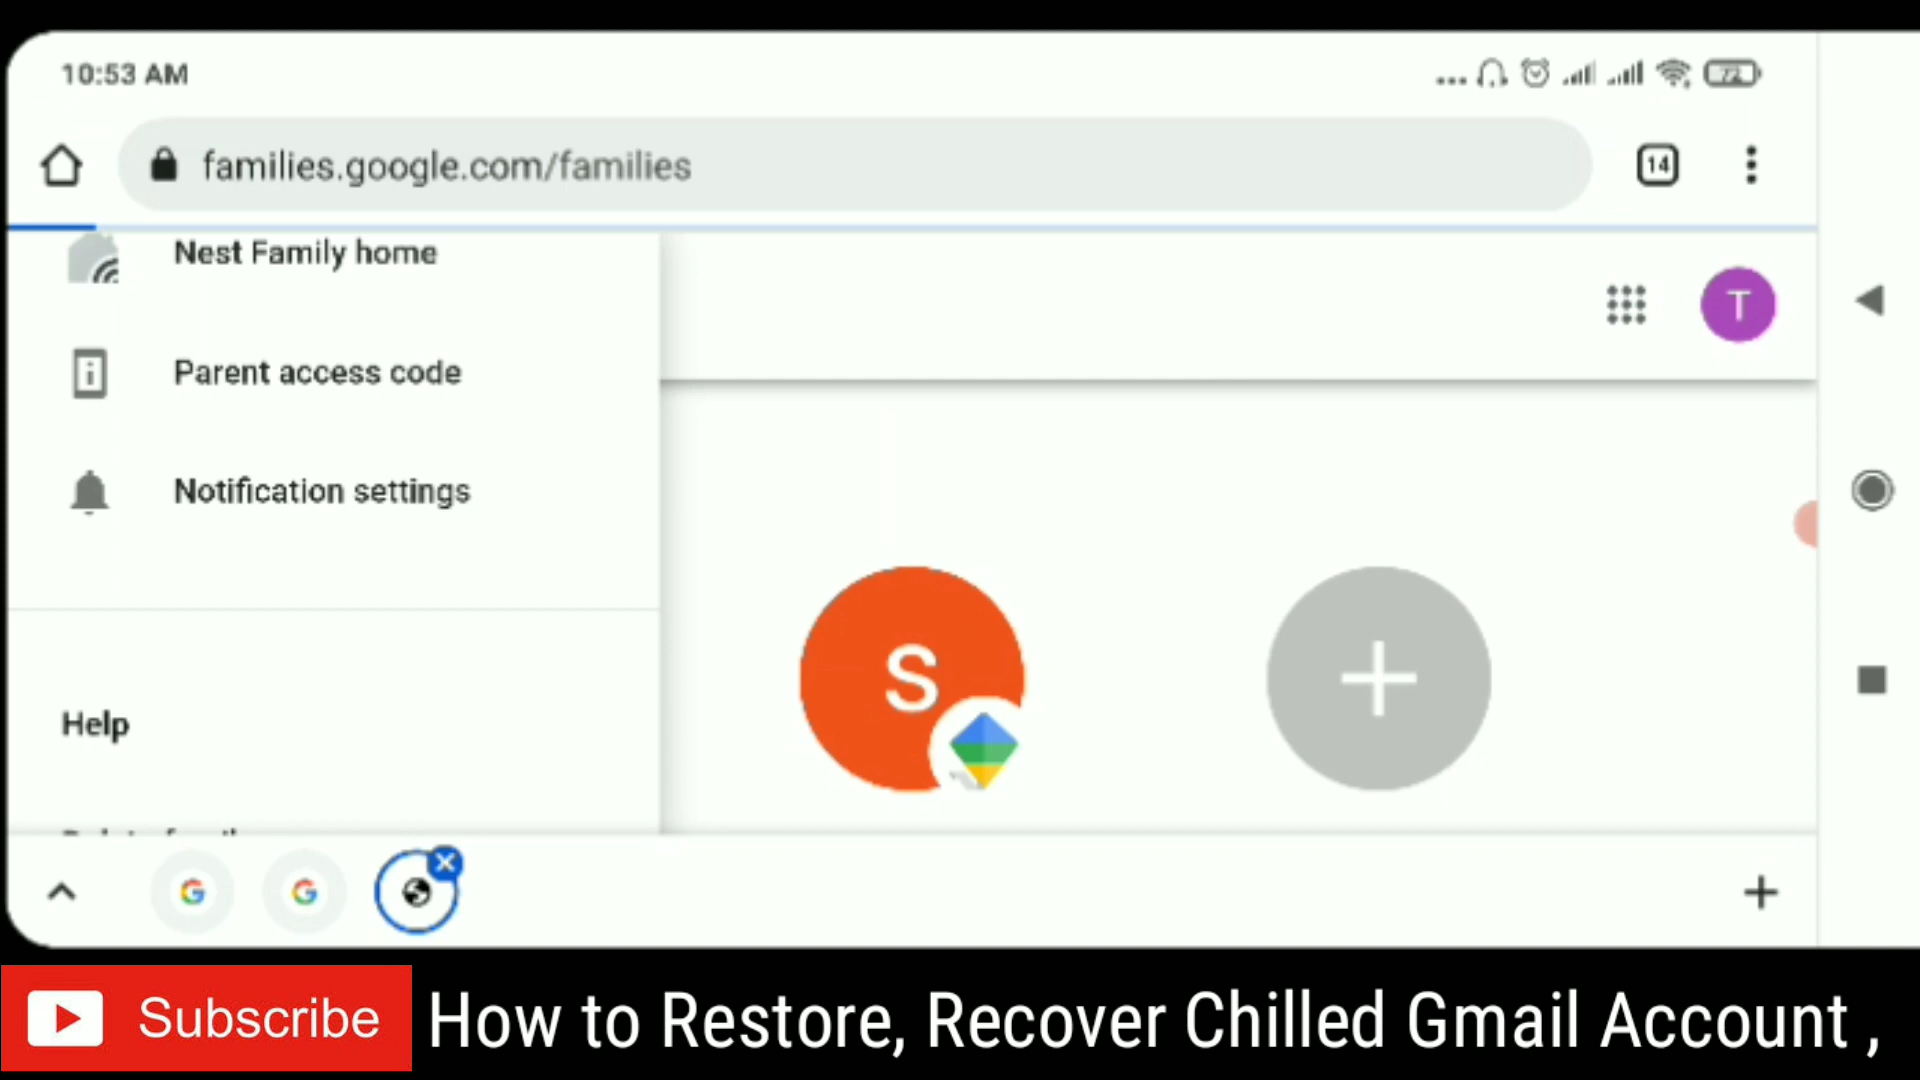 10:53 AM
72
families.google.com/families
14
Nest Family home
T
Parent access code
Notification settings
S
Help
G
G
Subscribe
How to Restore, Recover Chilled Gmail Account ,